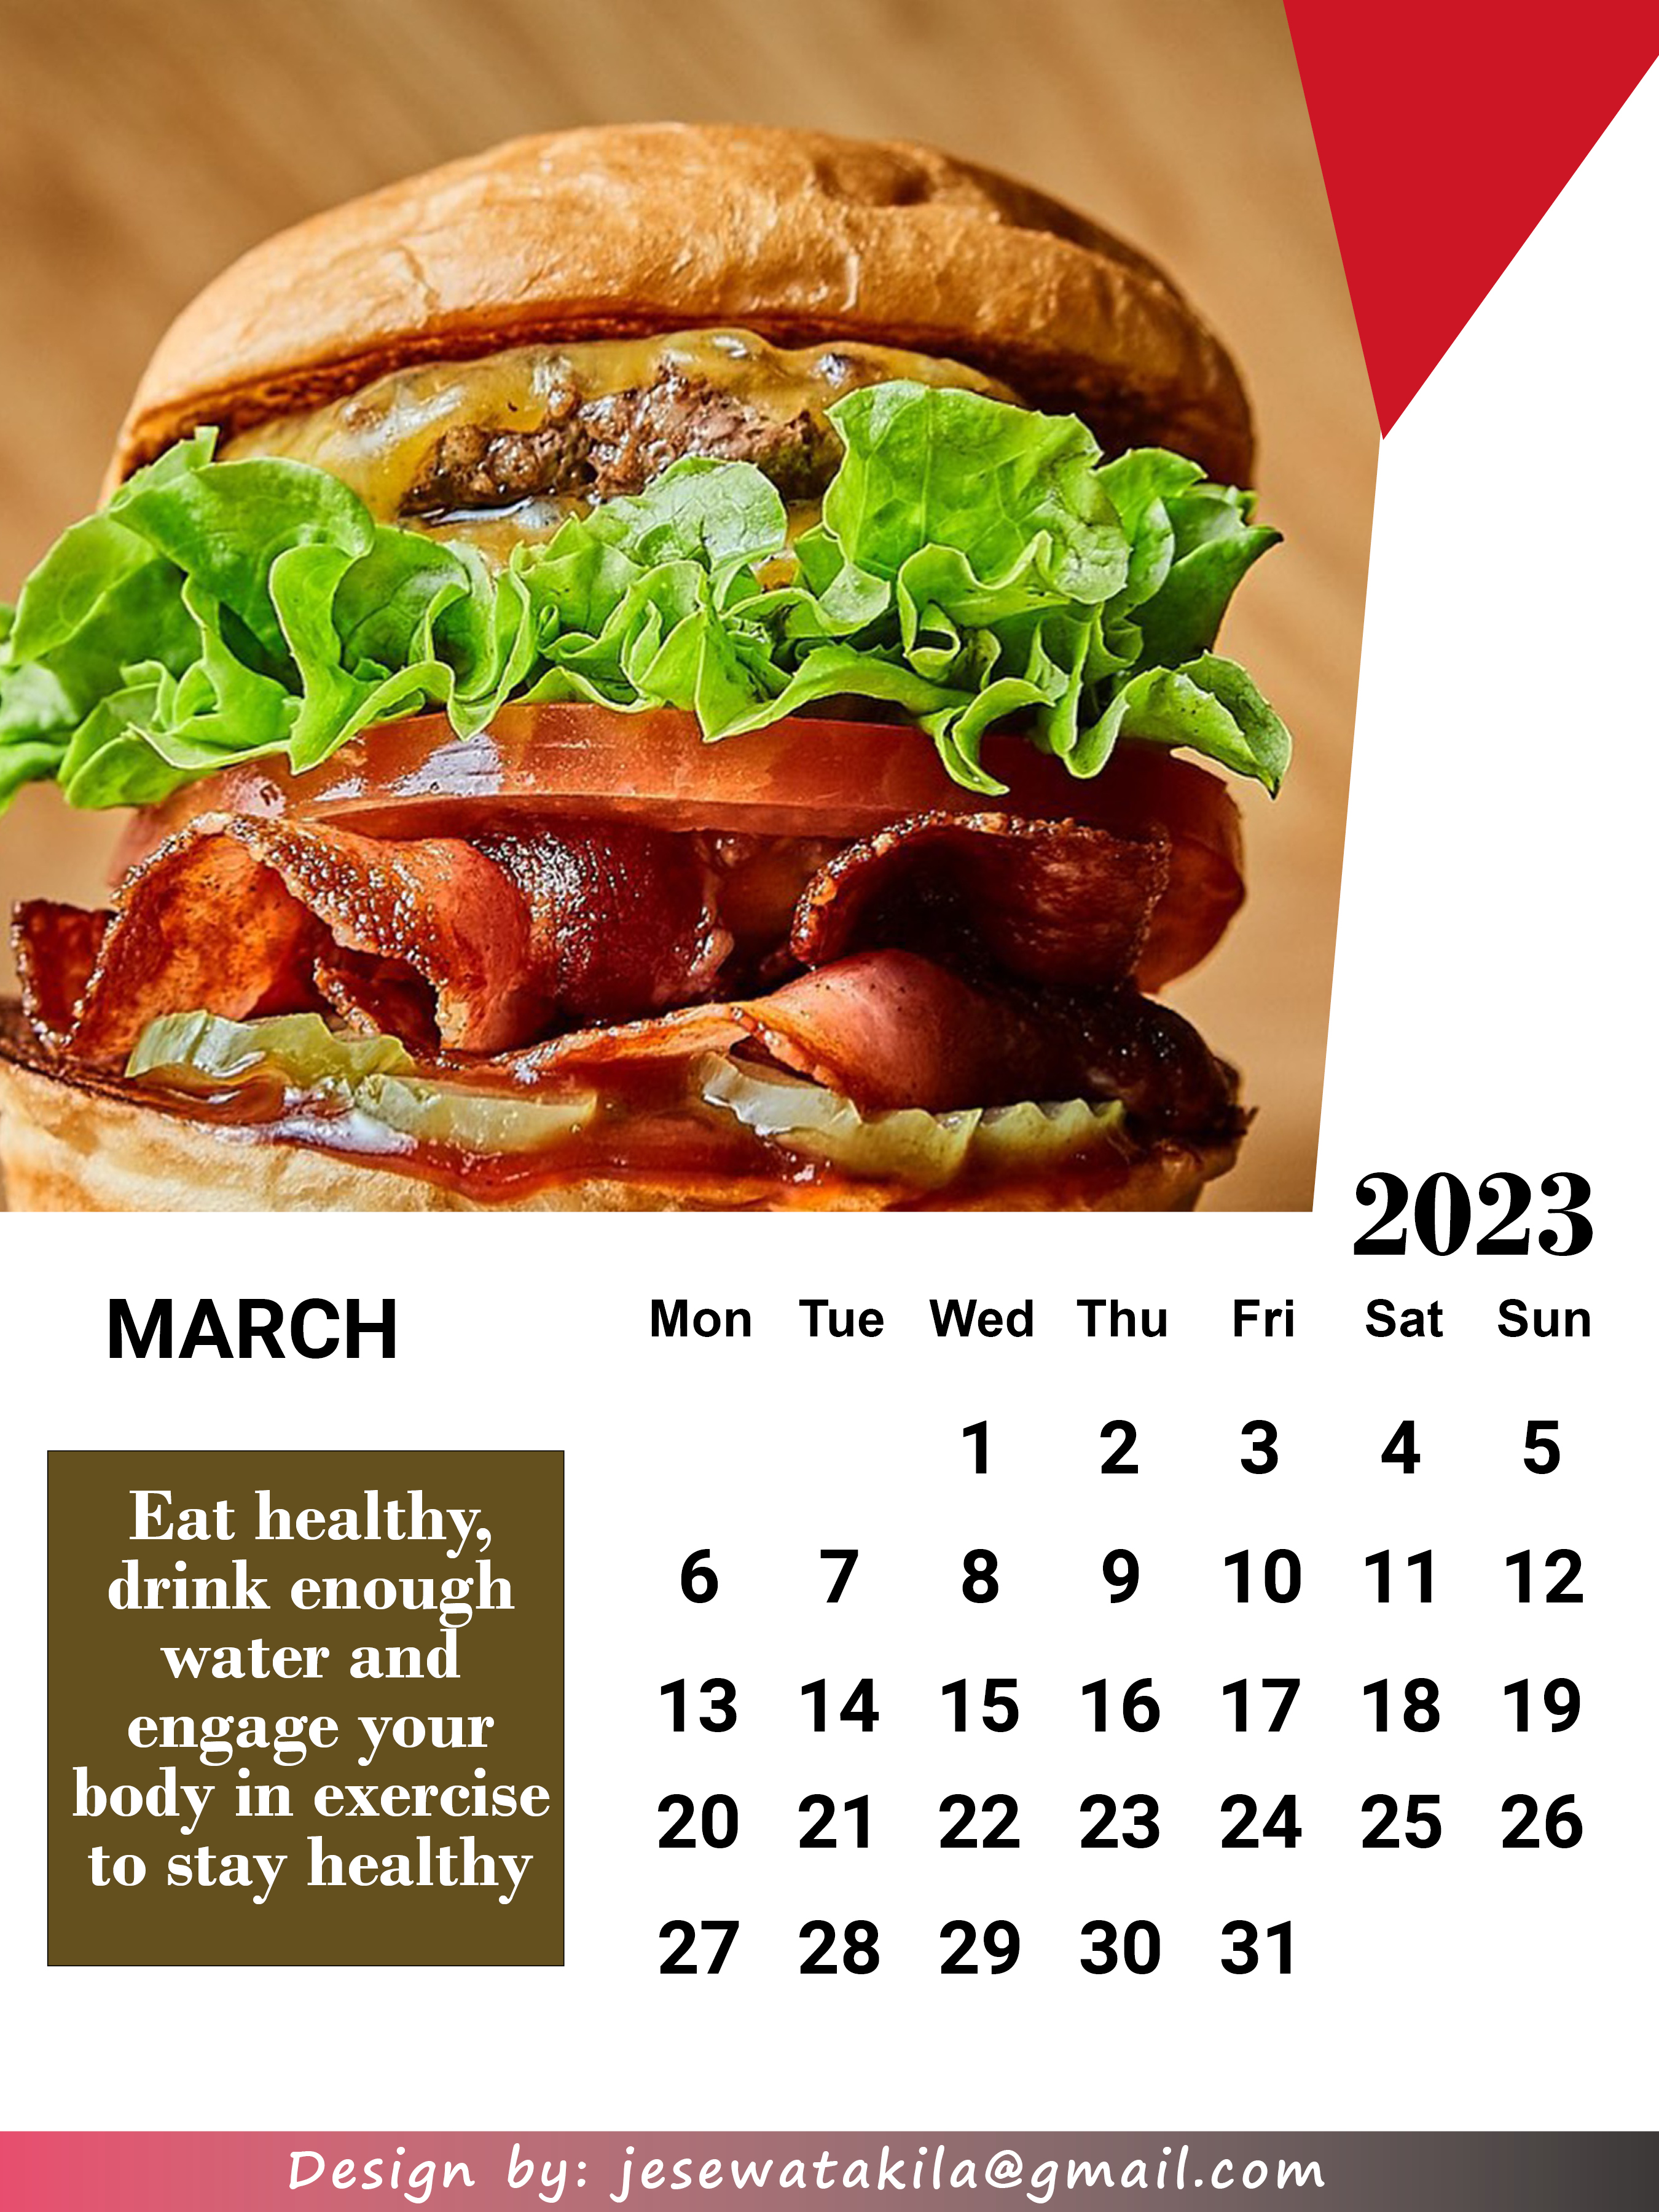 2023
MARCH
Mon Tue Wed Thu Fri Sat Sun
1 2 3 4 5
6 7 8 9 10 11 12
13 14 15 16 17 18 19
20 21 22 23 24 25 26
27 28 29 30 31
Eat healthy,
drink enough
water and
engage your
body in exercise
to stay healthy
Design by: jesewatakila@gmail.com